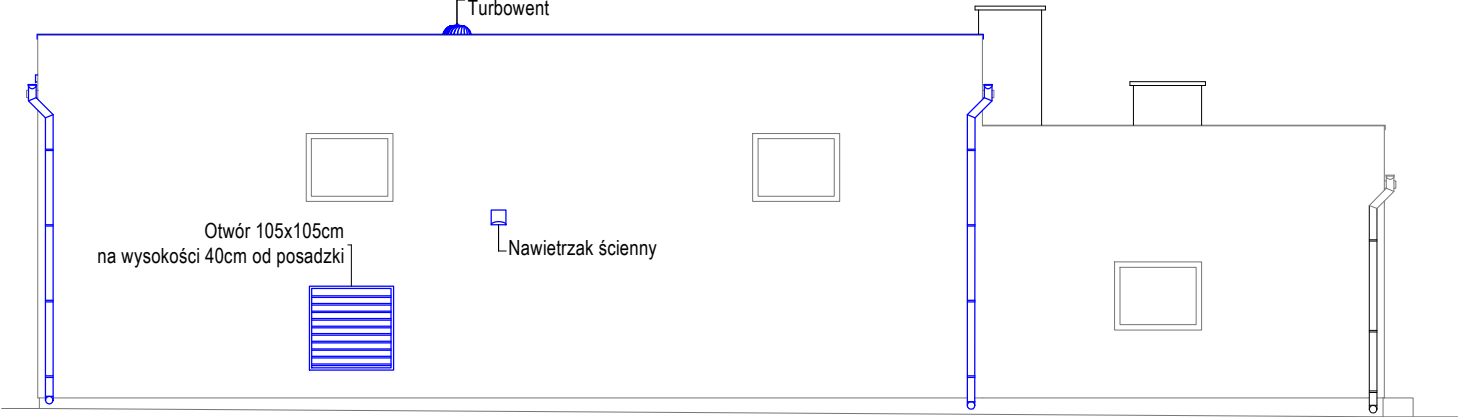 Turbowent
Otwór 105x105cm
na wysokości 40cm od posadzki
Nawietrzak ścienny